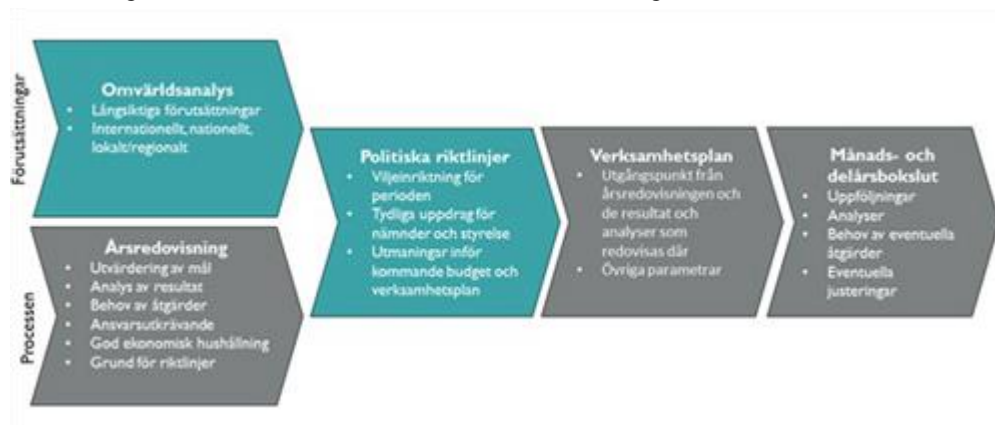 Förutsättningar
Omvärldsanalys
• Långsiktiga förutsättningar
• Internationellt, nationellt,
lokalt/regionalt
Processen
Årsredovisning
• Utvärdering av mål
• Analys av resultat
• Behov av åtgärder
• Ansvarsutkrävande
• God ekonomisk hushållning
• Grund för riktlinjer
Politiska riktlinjer
• Viljeinriktning för
perioden
• Tydliga uppdrag för
nämnder och styrelse
• Utmaningar inför
kommande budget och
verksamhetsplan
Verksamhetsplan
• Utgångspunkt från
årsredovisningen och
de resultat och
analyser som
redovisas där
• Övriga parametrar
Månads- och
delårsbokslut
• Uppföljningar
• Analyser
• Behov av eventuella
åtgärder
• Eventuella
justeringar